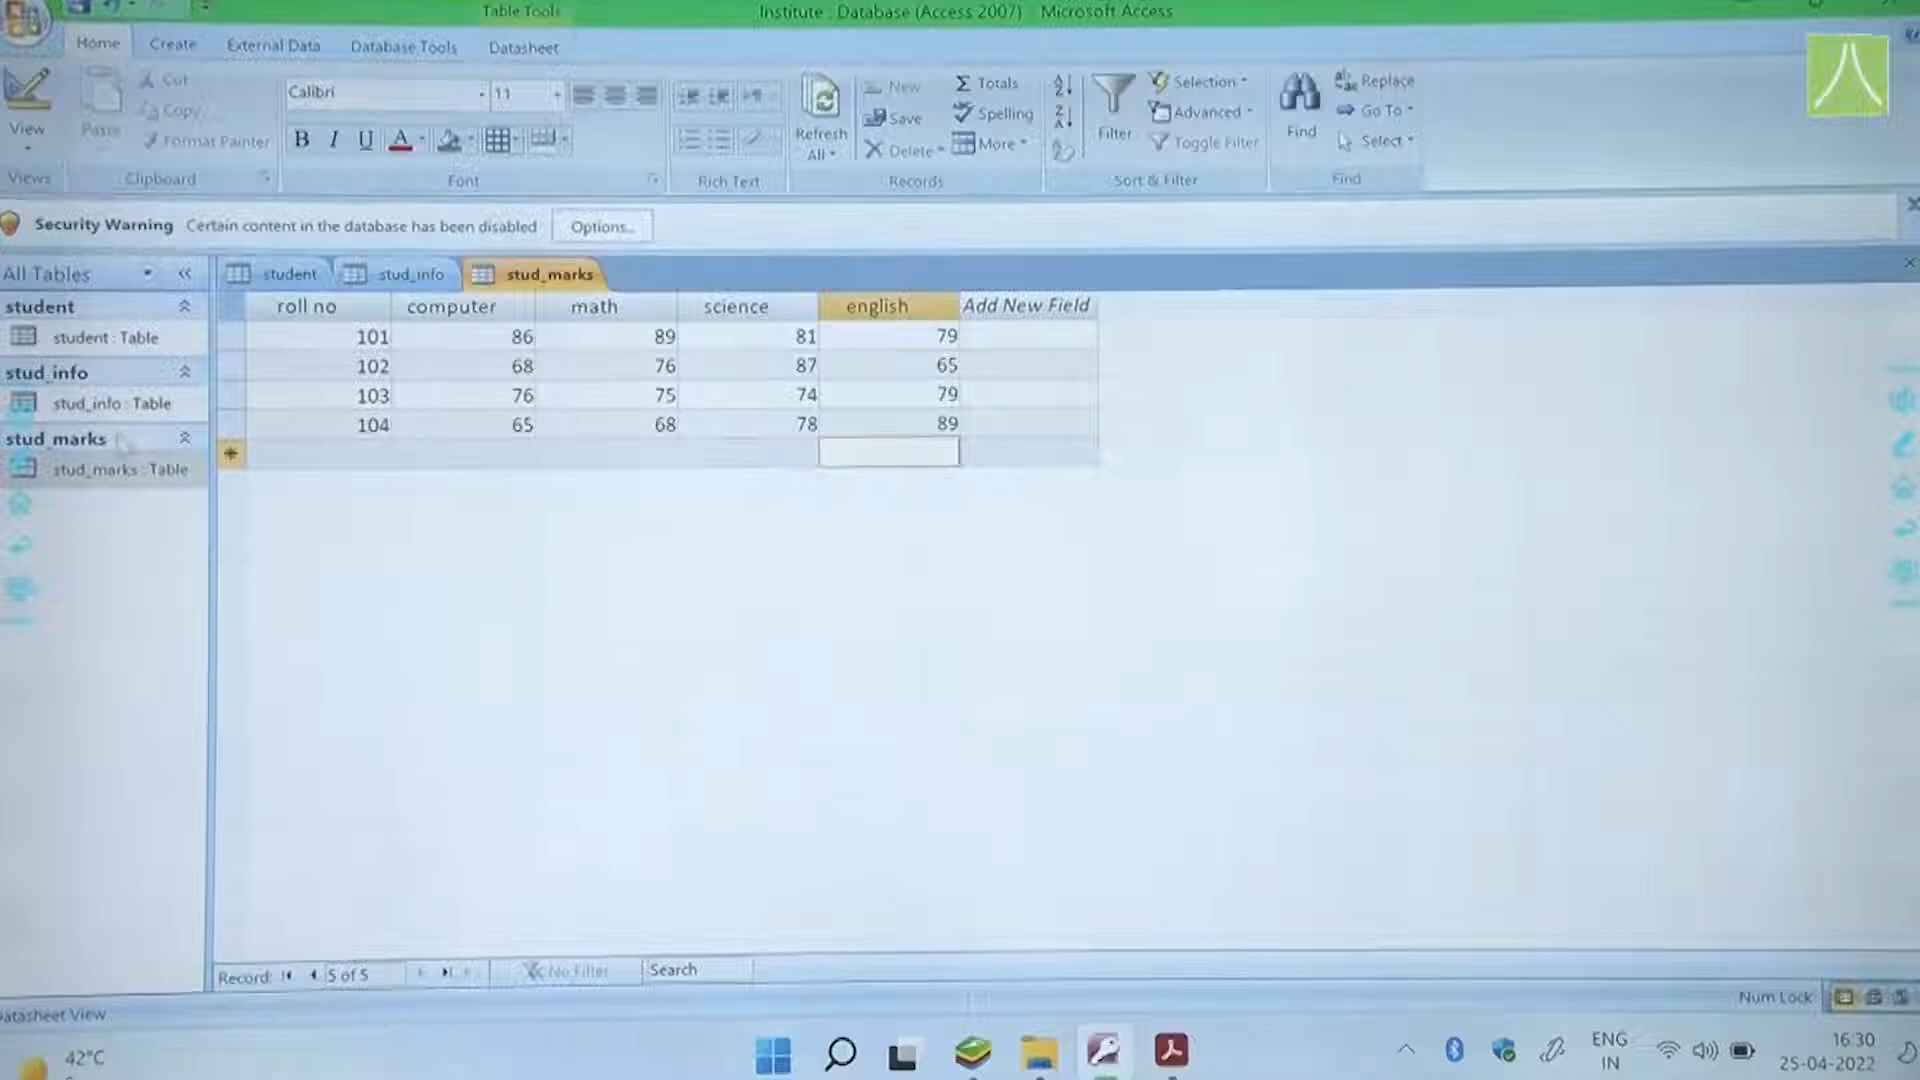 Table Tools
Institute : Database (Access 2007) - Microsoft Access
Home Create External Data Database Tools Datasheet
View
Paste
Cut
Copy
Format Painter
Calibri 11
B I U A
Refresh All
New
Save
Delete
Σ Totals
Spelling
More
Filter
Selection
Advanced
Toggle Filter
Find
Replace
Go To
Select
Views Clipboard Font Rich Text Records Sort & Filter Find
Security Warning Certain content in the database has been disabled Options...
All Tables «
student stud_info stud_marks
student
student : Table
stud_info
stud_info : Table
stud_marks
stud_marks : Table
roll no computer math science english Add New Field
101 86 89 81 79
102 68 76 87 65
103 76 75 74 79
104 65 68 78 89
Record: 5 of 5 No Filter Search
Datasheet View Num Lock
42°C
ENG
IN
16:30
25-04-2022